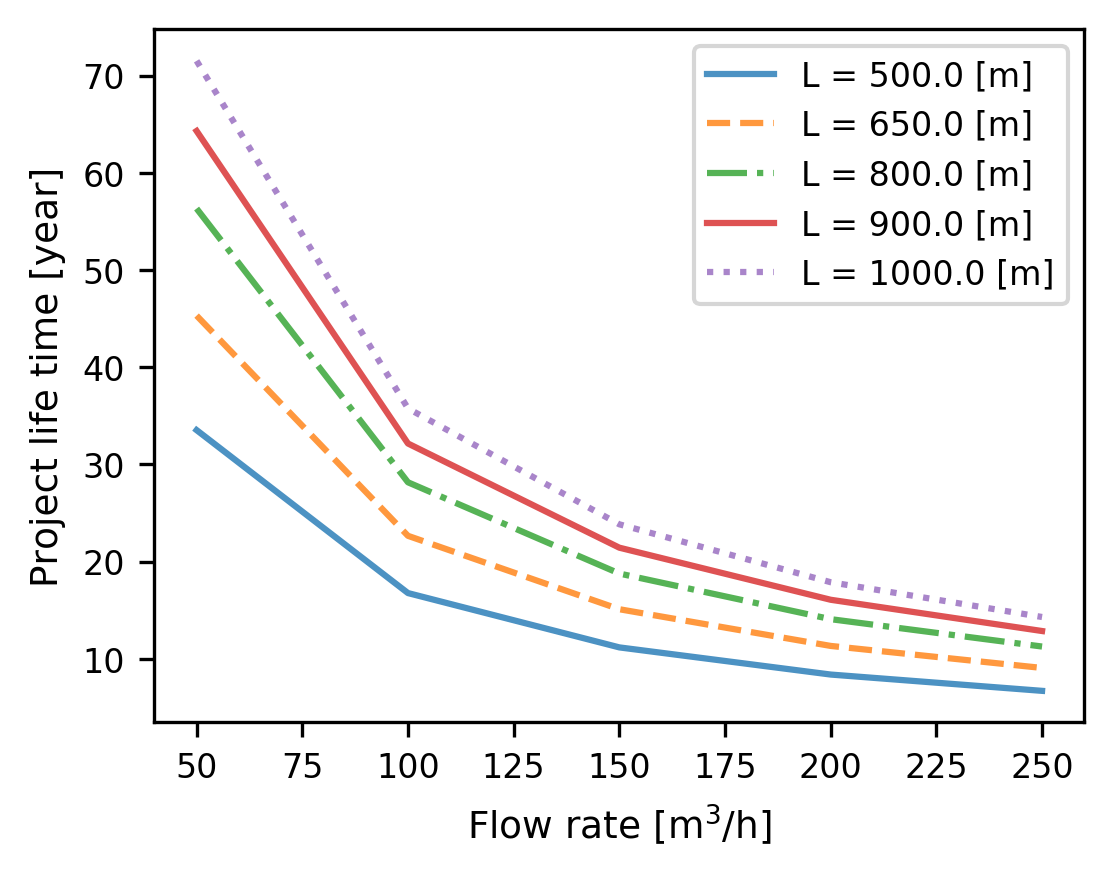 Project life time [year]
70
60
50
40
30
20
10
L = 500.0 [m]
L = 650.0 [m]
L = 800.0 [m]
L = 900.0 [m]
L = 1000.0 [m]
50 75 100 125 150 175 200 225 250
Flow rate [m³/h]